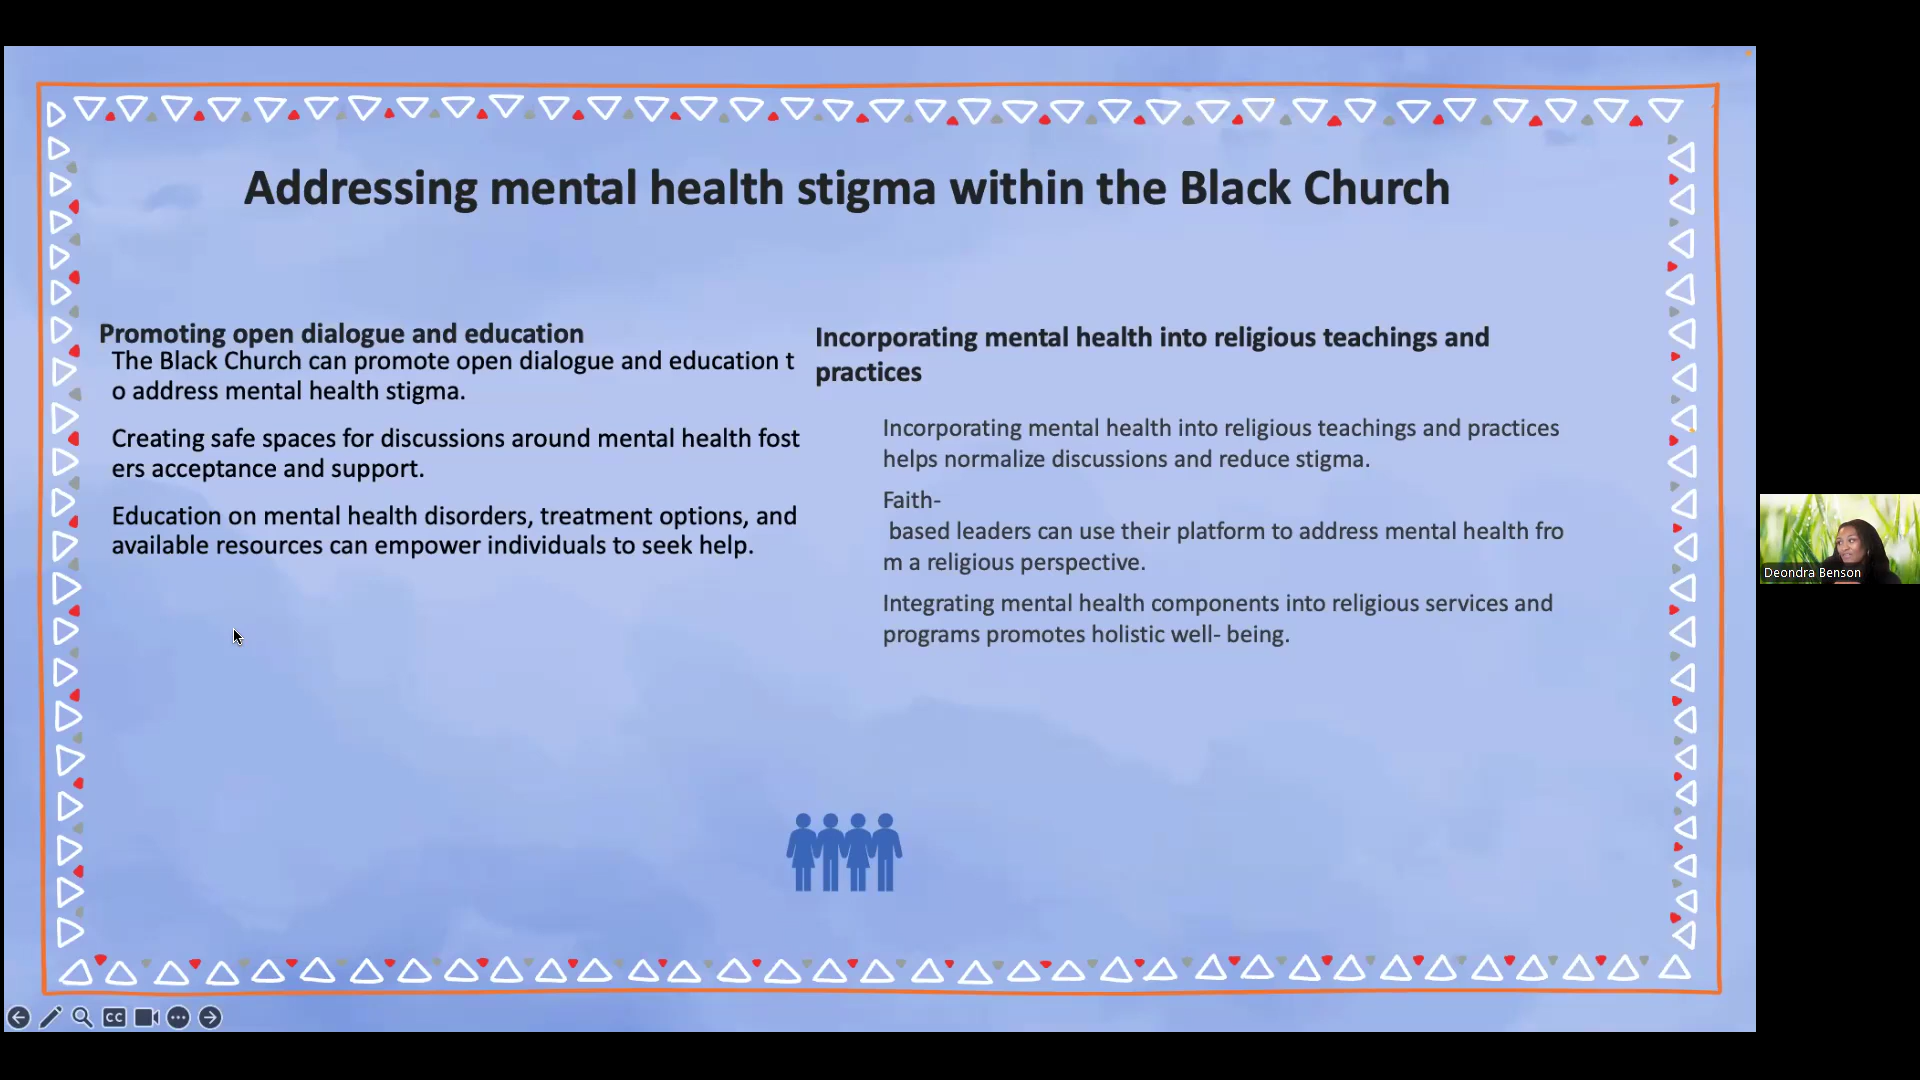 Addressing mental health stigma within the Black Church
Promoting open dialogue and education
The Black Church can promote open dialogue and education t
o address mental health stigma.
Creating safe spaces for discussions around mental health fost
ers acceptance and support.
Education on mental health disorders, treatment options, and
available resources can empower individuals to seek help.
Incorporating mental health into religious teachings and
practices
Incorporating mental health into religious teachings and practices
helps normalize discussions and reduce stigma.
Faith-
based leaders can use their platform to address mental health fro
m a religious perspective.
Integrating mental health components into religious services and
programs promotes holistic well- being.
Deondra Benson
CC